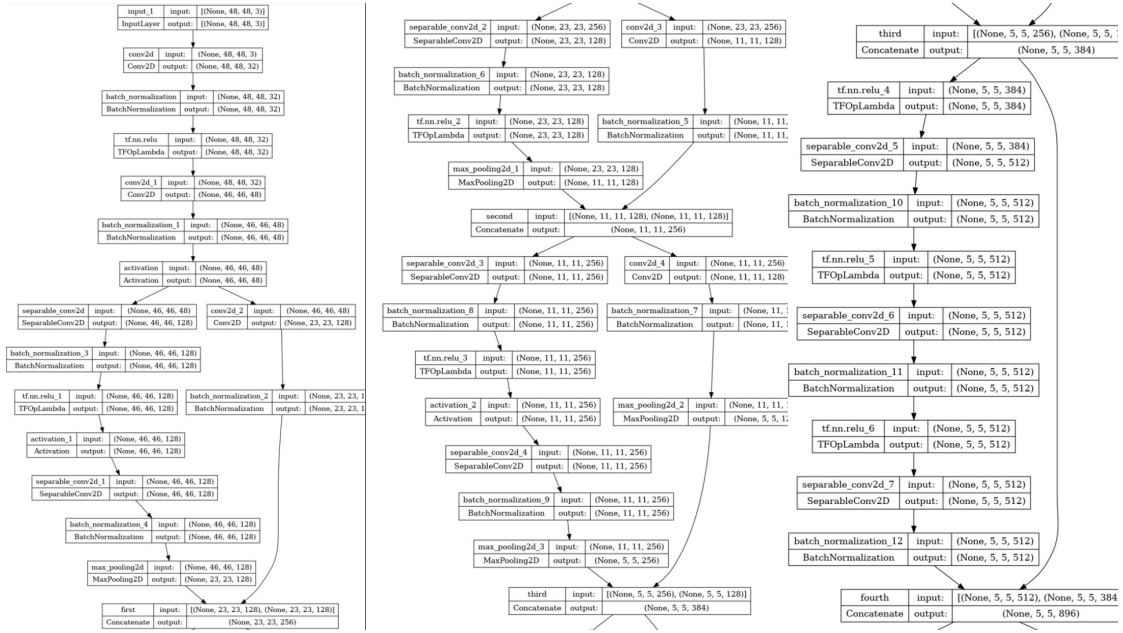 input_1 input: [(None, 48, 48, 3)]
InputLayer output: [(None, 48, 48, 3)]
conv2d input: (None, 48, 48, 3)
Conv2D output: (None, 48, 48, 32)
batch_normalization input: (None, 48, 48, 32)
BatchNormalization output: (None, 48, 48, 32)
tf.nn.relu input: (None, 48, 48, 32)
TFOpLambda output: (None, 48, 48, 32)
conv2d_1 input: (None, 48, 48, 32)
Conv2D output: (None, 46, 46, 48)
batch_normalization_1 input: (None, 46, 46, 48)
BatchNormalization output: (None, 46, 46, 48)
activation input: (None, 46, 46, 48)
Activation output: (None, 46, 46, 48)
separable_conv2d input: (None, 46, 46, 48)
SeparableConv2D output: (None, 46, 46, 128)
conv2d_2 input: (None, 46, 46, 48)
Conv2D output: (None, 23, 23, 128)
batch_normalization_3 input: (None, 46, 46, 128)
BatchNormalization output: (None, 46, 46, 128)
tf.nn.relu_1 input: (None, 46, 46, 128)
TFOpLambda output: (None, 46, 46, 128)
batch_normalization_2 input: (None, 23, 23, 1
BatchNormalization output: (None, 23, 23, 1
activation_1 input: (None, 46, 46, 128)
Activation output: (None, 46, 46, 128)
separable_conv2d_1 input: (None, 46, 46, 128)
SeparableConv2D output: (None, 46, 46, 128)
batch_normalization_4 input: (None, 46, 46, 128)
BatchNormalization output: (None, 46, 46, 128)
max_pooling2d input: (None, 46, 46, 128)
MaxPooling2D output: (None, 23, 23, 128)
first input: [(None, 23, 23, 128), (None, 23, 23, 128)]
Concatenate output: (None, 23, 23, 256)
separable_conv2d_2 input: (None, 23, 23, 256)
SeparableConv2D output: (None, 23, 23, 128)
conv2d_3 input: (None, 23, 23, 256)
Conv2D output: (None, 11, 11, 128)
batch_normalization_6 input: (None, 23, 23, 128)
BatchNormalization output: (None, 23, 23, 128)
tf.nn.relu_2 input: (None, 23, 23, 128)
TFOpLambda output: (None, 23, 23, 128)
batch_normalization_5 input: (None, 11, 11,
BatchNormalization output: (None, 11, 11,
max_pooling2d_1 input: (None, 23, 23, 128)
MaxPooling2D output: (None, 11, 11, 128)
second input: [(None, 11, 11, 128), (None, 11, 11, 128)]
Concatenate output: (None, 11, 11, 256)
separable_conv2d_3 input: (None, 11, 11, 256)
SeparableConv2D output: (None, 11, 11, 256)
conv2d_4 input: (None, 11, 11, 256)
Conv2D output: (None, 11, 11, 128)
batch_normalization_8 input: (None, 11, 11, 256)
BatchNormalization output: (None, 11, 11, 256)
batch_normalization_7 input: (None, 11, 1
BatchNormalization output: (None, 11, 1
tf.nn.relu_3 input: (None, 11, 11, 256)
TFOpLambda output: (None, 11, 11, 256)
activation_2 input: (None, 11, 11, 256)
Activation output: (None, 11, 11, 256)
max_pooling2d_2 input: (None, 11, 11,
MaxPooling2D output: (None, 5, 5, 12
separable_conv2d_4 input: (None, 11, 11, 256)
SeparableConv2D output: (None, 11, 11, 256)
batch_normalization_9 input: (None, 11, 11, 256)
BatchNormalization output: (None, 11, 11, 256)
max_pooling2d_3 input: (None, 11, 11, 256)
MaxPooling2D output: (None, 5, 5, 256)
third input: [(None, 5, 5, 256), (None, 5, 5, 128)]
Concatenate output: (None, 5, 5, 384)
third input: [(None, 5, 5, 256), (None, 5, 5, 1
Concatenate output: (None, 5, 5, 384)
tf.nn.relu_4 input: (None, 5, 5, 384)
TFOpLambda output: (None, 5, 5, 384)
separable_conv2d_5 input: (None, 5, 5, 384)
SeparableConv2D output: (None, 5, 5, 512)
batch_normalization_10 input: (None, 5, 5, 512)
BatchNormalization output: (None, 5, 5, 512)
tf.nn.relu_5 input: (None, 5, 5, 512)
TFOpLambda output: (None, 5, 5, 512)
separable_conv2d_6 input: (None, 5, 5, 512)
SeparableConv2D output: (None, 5, 5, 512)
batch_normalization_11 input: (None, 5, 5, 512)
BatchNormalization output: (None, 5, 5, 512)
tf.nn.relu_6 input: (None, 5, 5, 512)
TFOpLambda output: (None, 5, 5, 512)
separable_conv2d_7 input: (None, 5, 5, 512)
SeparableConv2D output: (None, 5, 5, 512)
batch_normalization_12 input: (None, 5, 5, 512)
BatchNormalization output: (None, 5, 5, 512)
fourth input: [(None, 5, 5, 512), (None, 5, 5, 384
Concatenate output: (None, 5, 5, 896)